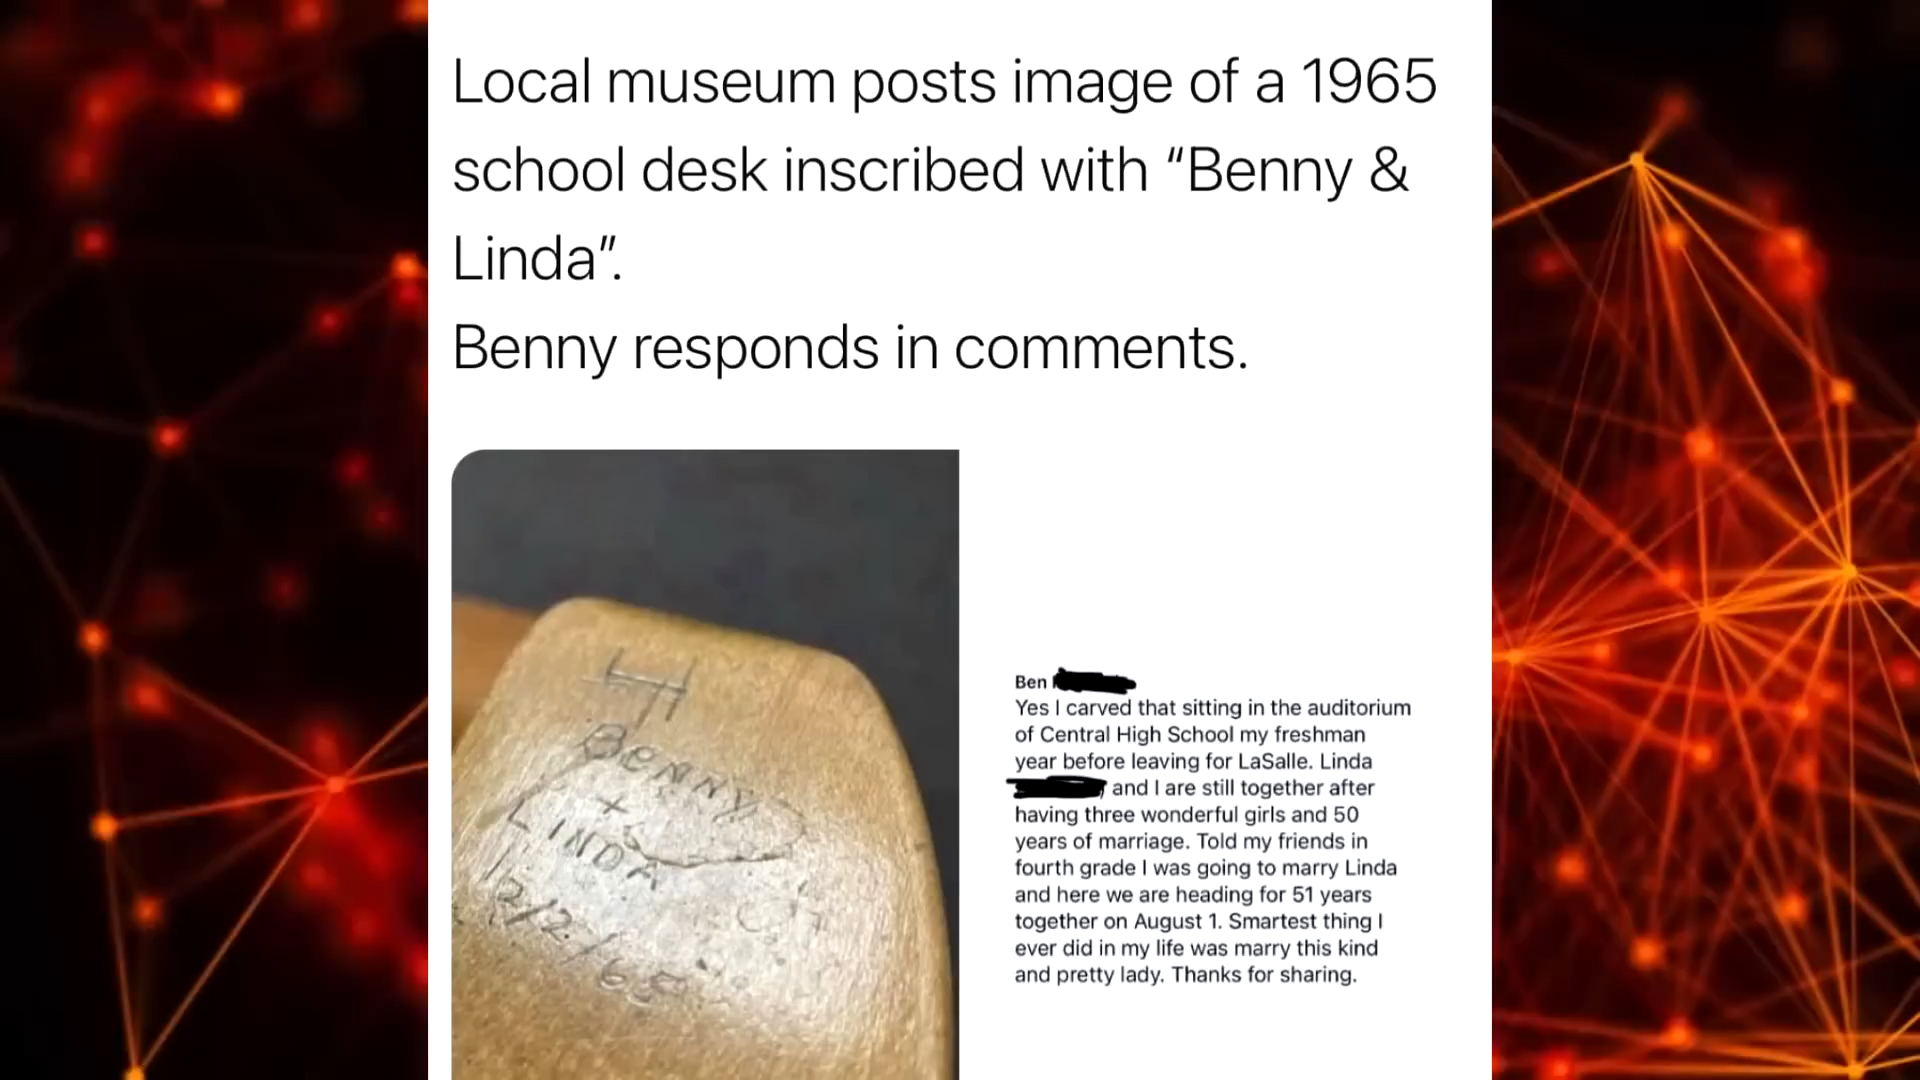 Local museum posts image of a 1965
school desk inscribed with “Benny &
Linda”.
Benny responds in comments.
BENNY
+
LINDA
12/2/65
Ben
Yes I carved that sitting in the auditorium
of Central High School my freshman
year before leaving for LaSalle. Linda
, and I are still together after
having three wonderful girls and 50
years of marriage. Told my friends in
fourth grade I was going to marry Linda
and here we are heading for 51 years
together on August 1. Smartest thing I
ever did in my life was marry this kind
and pretty lady. Thanks for sharing.